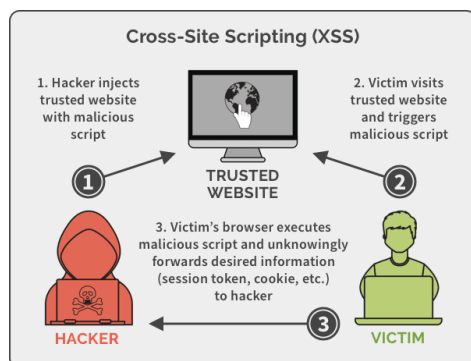 Cross-Site Scripting (XSS)
1. Hacker injects
trusted website
with malicious
script
2. Victim visits
trusted website
and triggers
malicious script
TRUSTED
WEBSITE
1
2
3. Victim's browser executes
malicious script and unknowingly
forwards desired information
(session token, cookie, etc.)
to hacker
3
HACKER
VICTIM